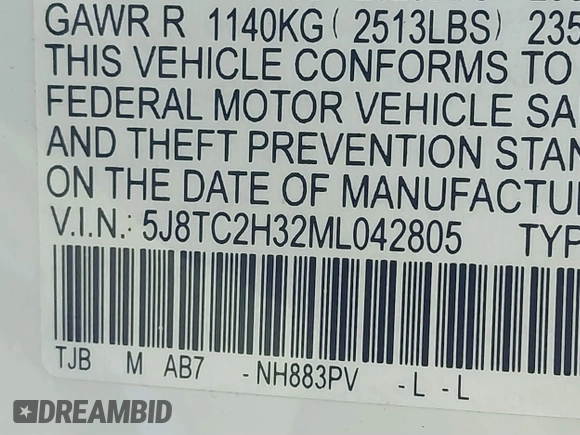 GAWR R 1140KG ( 2513LBS) 235
THIS VEHICLE CONFORMS TO
FEDERAL MOTOR VEHICLE SA
AND THEFT PREVENTION STAN
ON THE DATE OF MANUFACTU
V.I.N.: 5J8TC2H32ML042805 TYP
TJB M AB7 -NH883PV -L -L
DREAMBID